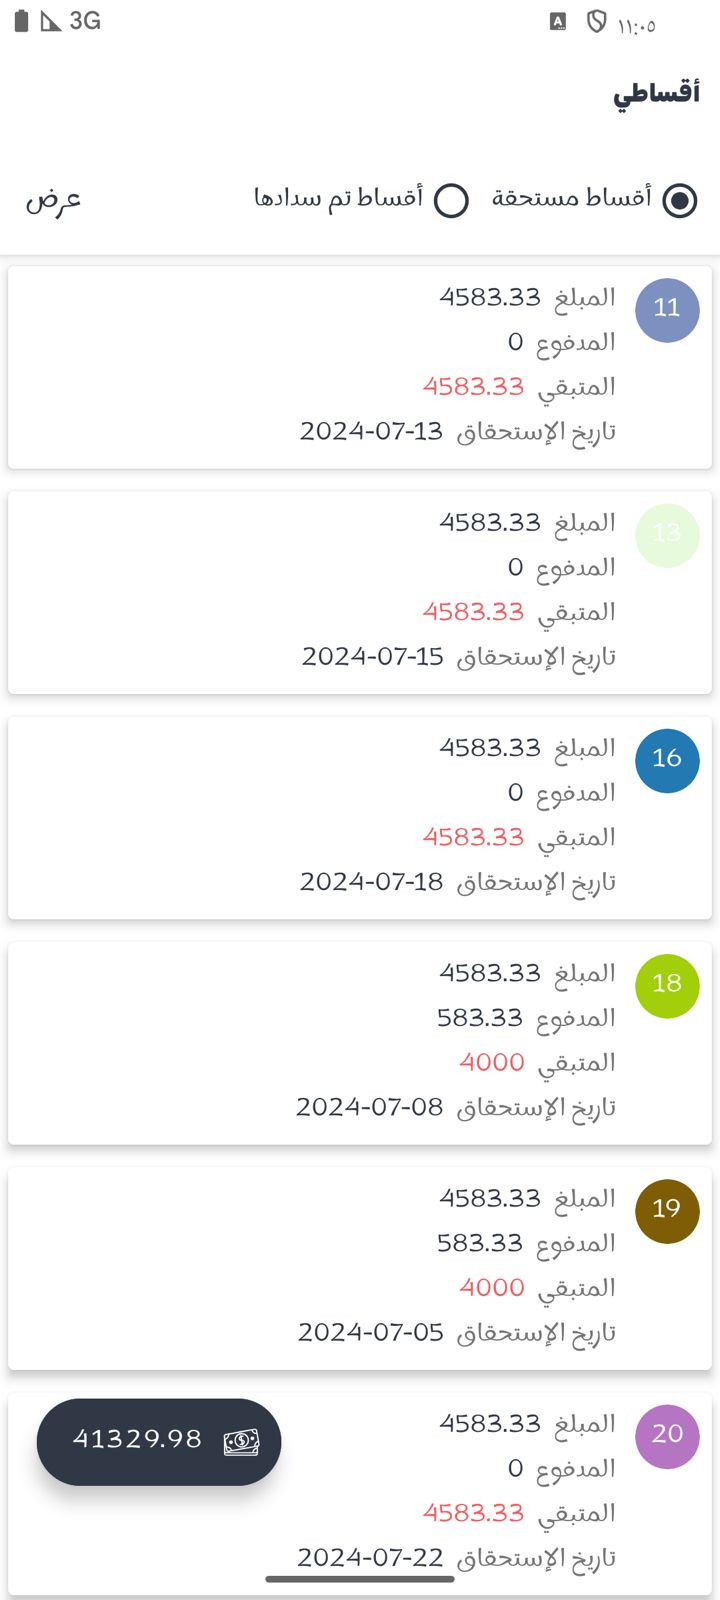 3G
١١:٠٥
أقساطي
أقساط مستحقة
أقساط تم سدادها
عرض
11
المبلغ 4583.33
المدفوع 0
المتبقي 4583.33
تاريخ الإستحقاق 2024-07-13
13
المبلغ 4583.33
المدفوع 0
المتبقي 4583.33
تاريخ الإستحقاق 2024-07-15
16
المبلغ 4583.33
المدفوع 0
المتبقي 4583.33
تاريخ الإستحقاق 2024-07-18
18
المبلغ 4583.33
المدفوع 583.33
المتبقي 4000
تاريخ الإستحقاق 2024-07-08
19
المبلغ 4583.33
المدفوع 583.33
المتبقي 4000
تاريخ الإستحقاق 2024-07-05
20
المبلغ 4583.33
المدفوع 0
المتبقي 4583.33
تاريخ الإستحقاق 2024-07-22
41329.98